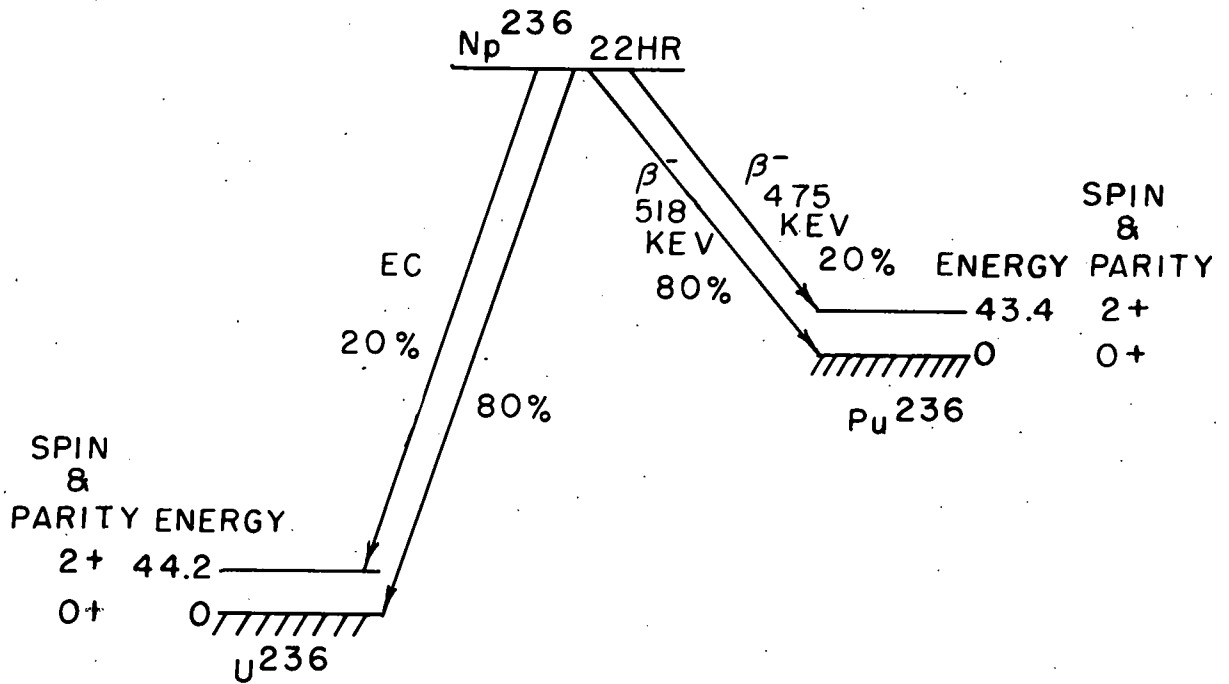 Np²³⁶ 22HR
β⁻
518
KEV
80%
β⁻
475
KEV
20%
EC
20%
80%
SPIN
&
ENERGY PARITY
43.4 2+
0 0+
Pu²³⁶
SPIN
&
PARITY ENERGY
2+ 44.2
0+ 0
U²³⁶